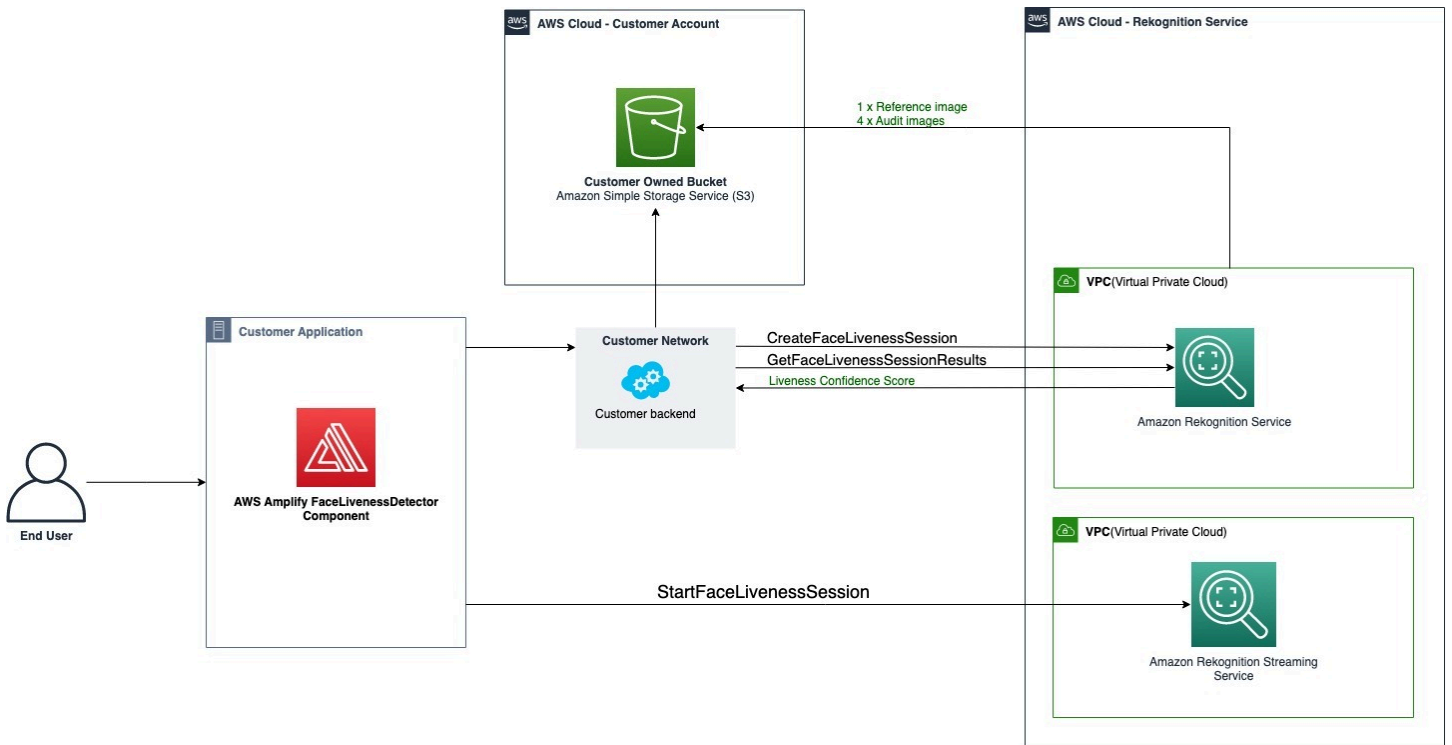 aws
AWS Cloud - Customer Account
aws
AWS Cloud - Rekognition Service
1 x Reference image
4 x Audit images
Customer Owned Bucket
Amazon Simple Storage Service (S3)
VPC(Virtual Private Cloud)
Customer Application
Customer Network
CreateFaceLivenessSession
GetFaceLivenessSessionResults
Liveness Confidence Score
Customer backend
Amazon Rekognition Service
AWS Amplify FaceLivenessDetector
Component
End User
VPC(Virtual Private Cloud)
StartFaceLivenessSession
Amazon Rekognition Streaming
Service